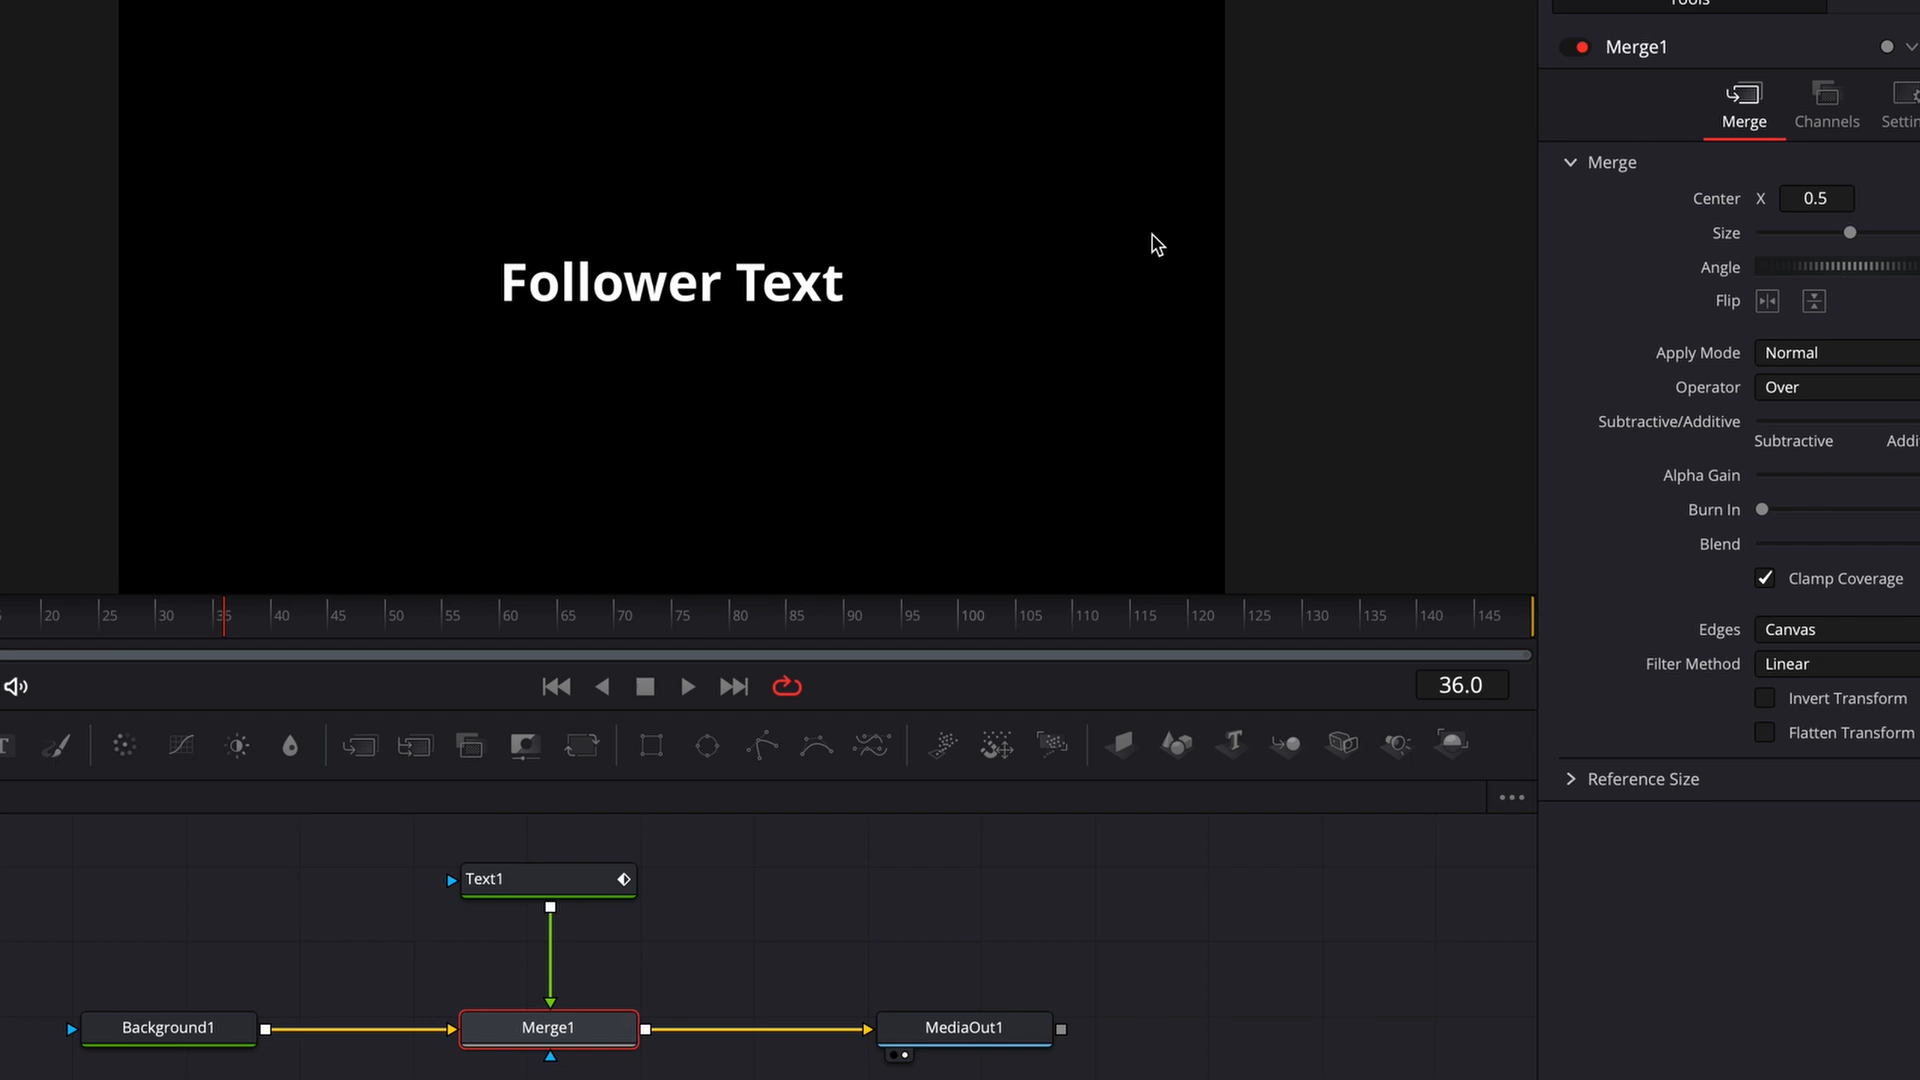 Tools
Merge1
Merge Channels Settin
Merge
Center X 0.5
Size
Angle
Flip
Follower Text
Apply Mode Normal
Operator Over
Subtractive/Additive
Subtractive Addi
Alpha Gain
Burn In
Blend
Clamp Coverage
Edges Canvas
Filter Method Linear
Invert Transform
Flatten Transform
Reference Size
20 25 30 35 40 45 50 55 60 65 70 75 80 85 90 95 100 105 110 115 120 125 130 135 140 145
36.0
Text1
Background1 Merge1 MediaOut1